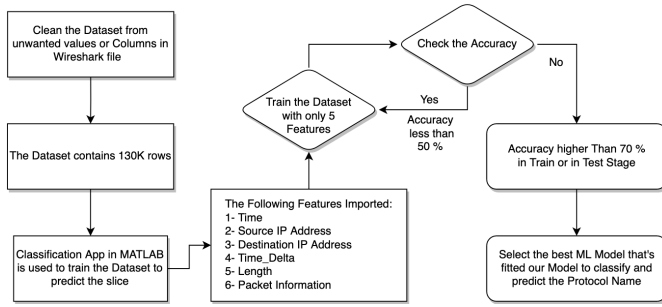 Clean the Dataset from
unwanted values or Columns in
Wireshark file
The Dataset contains 130K rows
Classification App in MATLAB
is used to train the Dataset to
predict the slice
The Following Features Imported:
1- Time
2- Source IP Address
3- Destination IP Address
4- Time_Delta
5- Length
6- Packet Information
Train the Dataset
with only 5
Features
Check the Accuracy
Yes
Accuracy
less than
50 %
No
Accuracy higher Than 70 %
in Train or in Test Stage
Select the best ML Model that's
fitted our Model to classify and
predict the Protocol Name